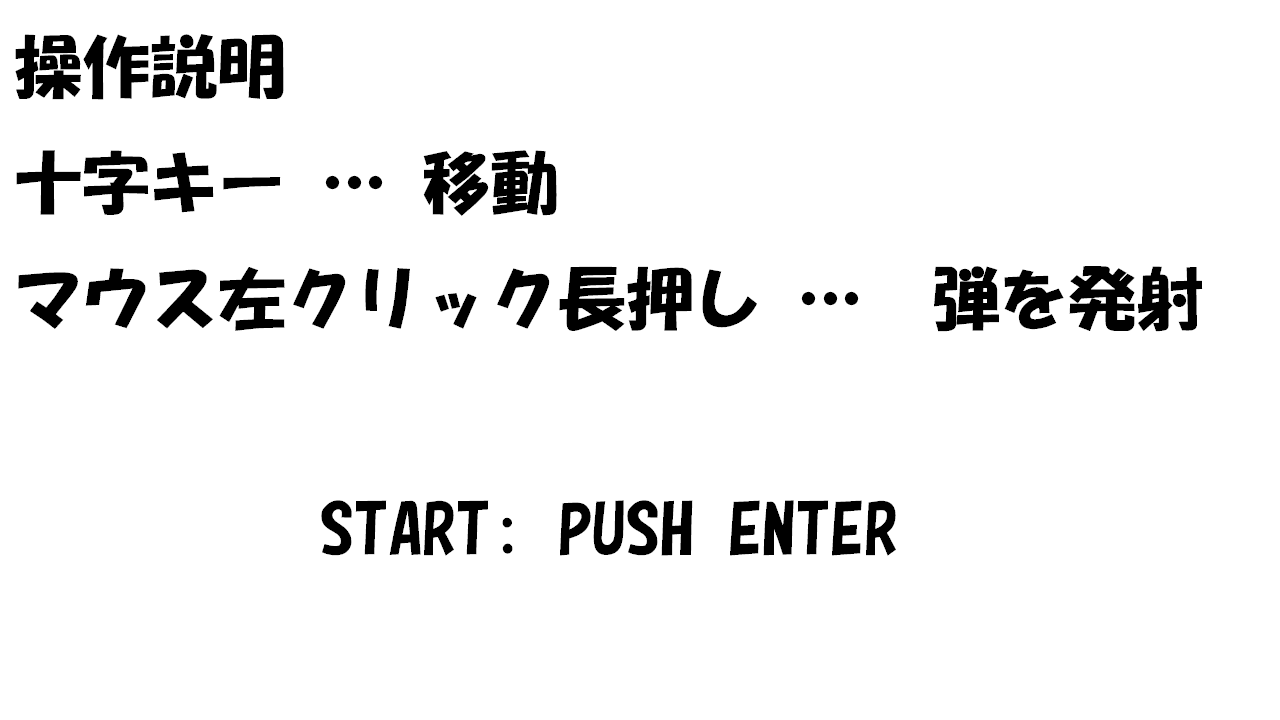 操作説明
十字キー … 移動
マウス左クリック長押し …　弾を発射
START: PUSH ENTER